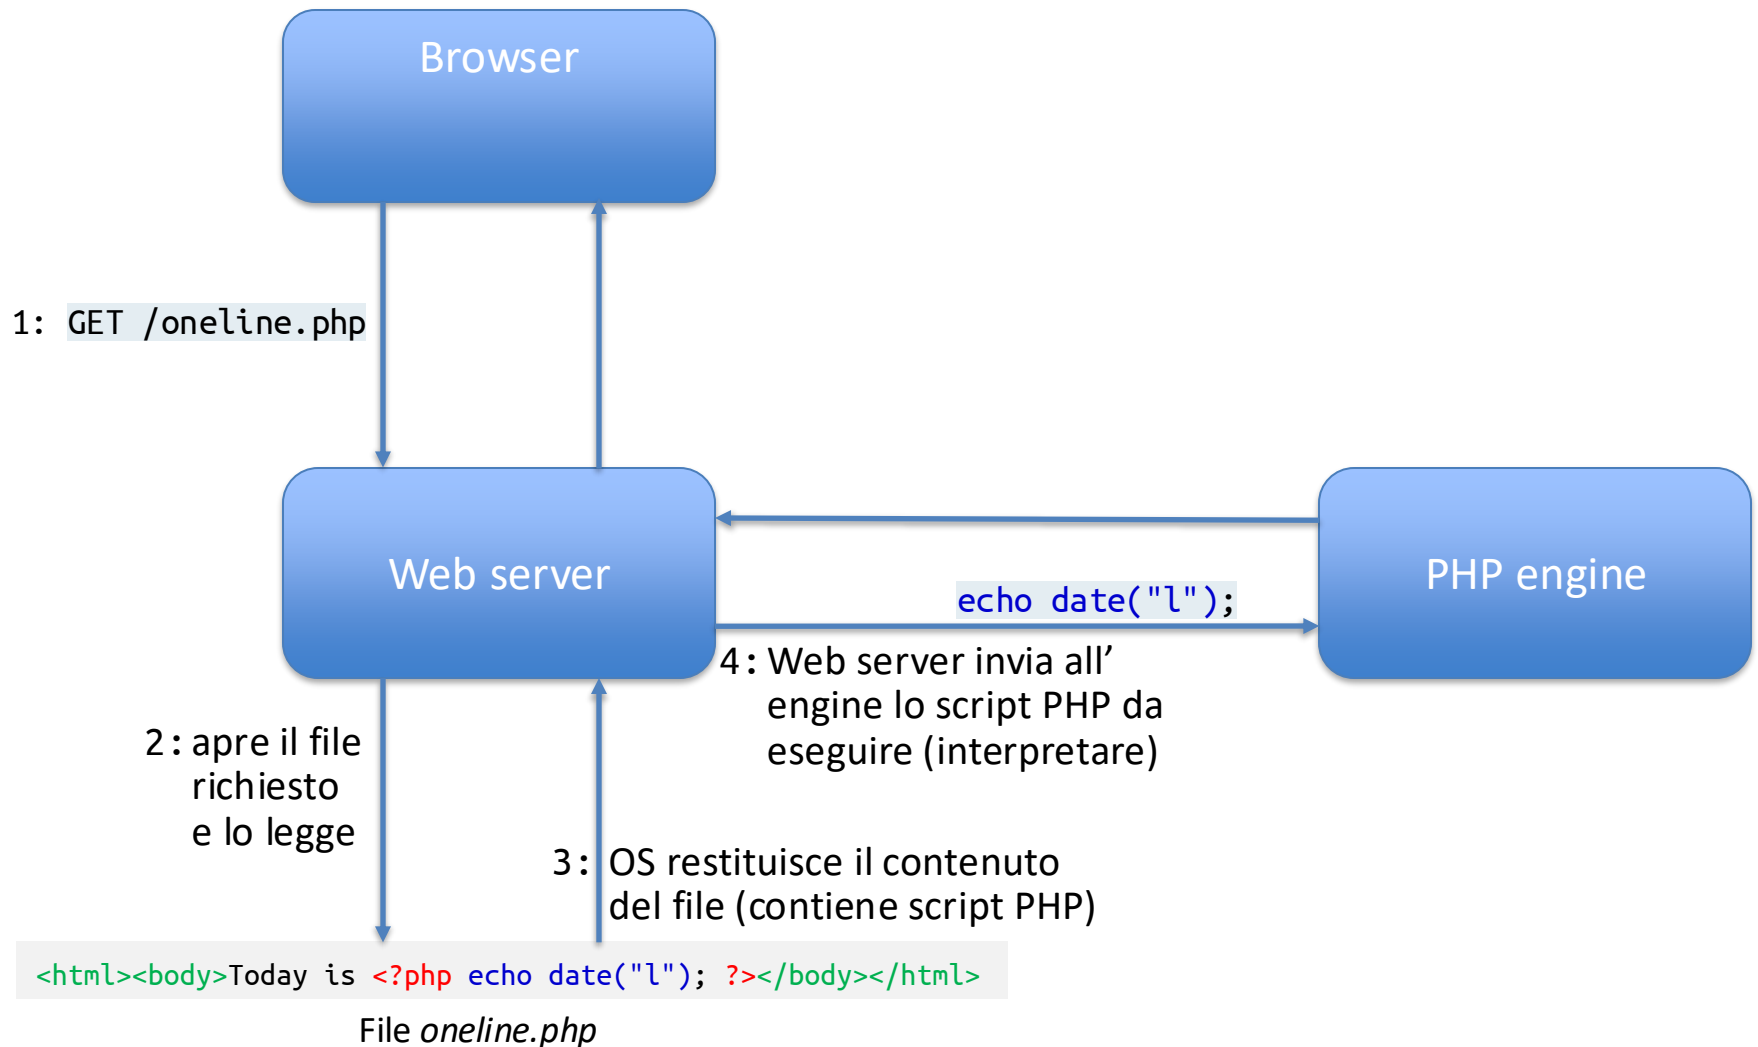 Browser
1: GET /oneline.php
Web server
PHP engine
echo date("l");
4: Web server invia all’
engine lo script PHP da
eseguire (interpretare)
2: apre il file
richiesto
e lo legge
3: OS restituisce il contenuto
del file (contiene script PHP)
<html><body>Today is <?php echo date("l"); ?></body></html>
File oneline.php